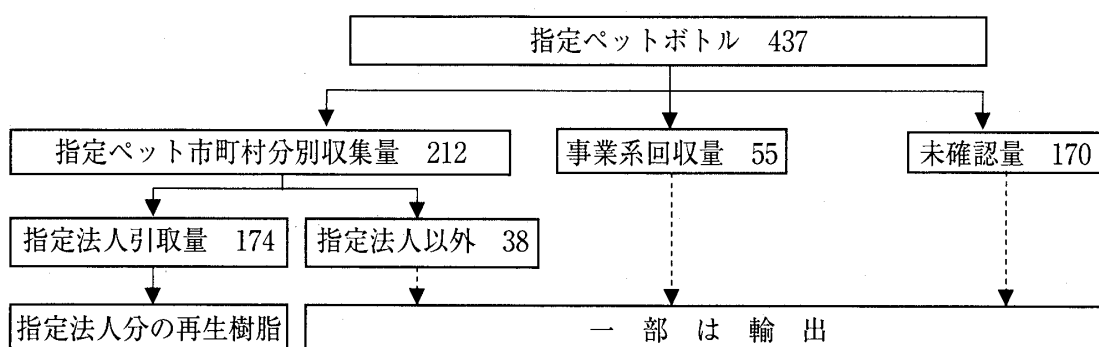 指定ペットボトル 437
指定ペット市町村分別収集量 212
事業系回収量 55
未確認量 170
指定法人引取量 174
指定法人以外 38
指定法人分の再生樹脂
一部は輸出